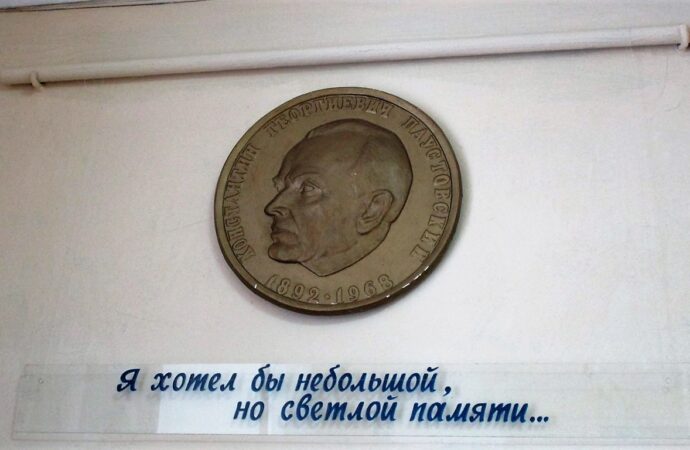 КОНСТАНТИН ГЕОРГИЕВИЧ ПАУСТОВСКИЙ
1892 · 1968
Я хотел бы небольшой,
но светлой памяти...